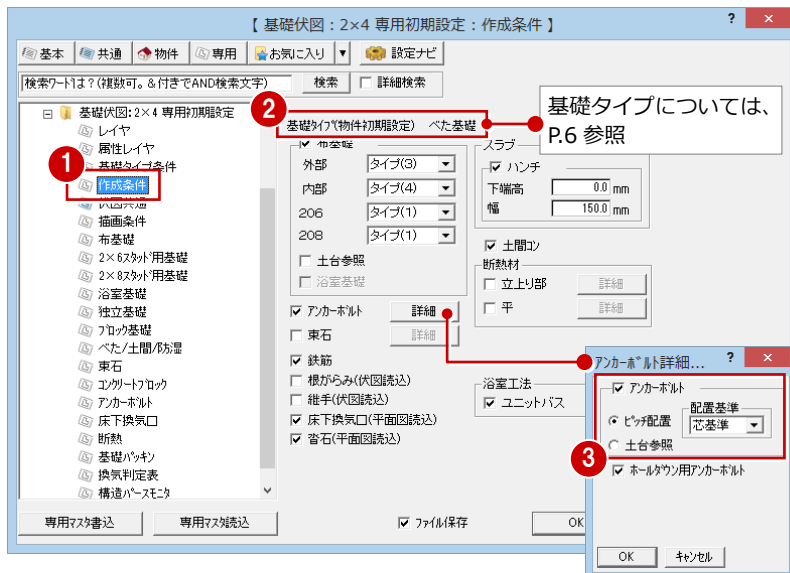 【 基礎伏図：2×4 専用初期設定：作成条件 】
? ×
基本 共通 物件 専用 お気に入り ▼ 設定ナビ
検索ワードは？(複数可。＆付きでAND検索文字) 検索 詳細検索
基礎伏図:2×4 専用初期設定
レイヤ
属性レイヤ
基礎タイプ条件
1
作成条件
伏図共通
描画条件
布基礎
2×6スタッド用基礎
2×8スタッド用基礎
浴室基礎
独立基礎
ブロック基礎
べた/土間/防湿
束石
コンクリートブロック
アンカーボルト
床下換気口
断熱
基礎パッキン
換気判定表
構造パースモニタ
専用マスタ書込 専用マスタ読込
2
基礎タイプ(物件初期設定) べた基礎
基礎タイプについては、
P.6 参照
布基礎
外部 タイプ(3)
内部 タイプ(4)
206 タイプ(1)
208 タイプ(1)
土台参照
浴室基礎
アンカーボルト 詳細
束石 詳細
鉄筋
根がらみ(伏図読込)
継手(伏図読込)
床下換気口(平面図読込)
沓石(平面図読込)
スラブ
ハンチ
下端高 0.0 mm
幅 150.0 mm
土間コン
断熱材
立上り部 詳細
平 詳細
浴室工法
ユニットバス
ファイル保存 OK
アンカーボルト詳細... ? ×
アンカーボルト
ピッチ配置
配置基準
芯基準
土台参照
3
ホールダウン用アンカーボルト
OK キャンセル